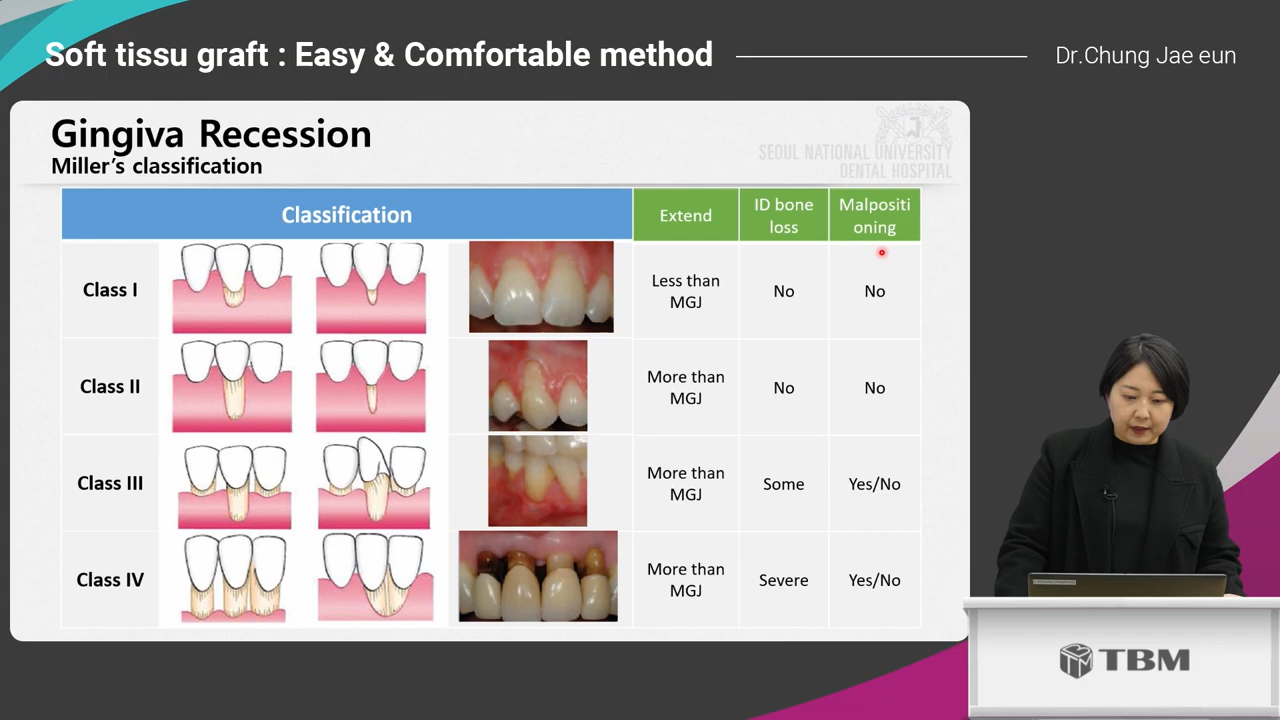 Soft tissu graft : Easy & Comfortable method
Dr.Chung Jae eun
Gingiva Recession
Miller's classification
SEOUL NATIONAL UNIVERSITY
DENTAL HOSPITAL
Classification
Extend
ID bone
loss
Malpositi
oning
Class I
Less than
MGJ
No
No
Class II
More than
MGJ
No
No
Class III
More than
MGJ
Some
Yes/No
Class IV
More than
MGJ
Severe
Yes/No
TBM